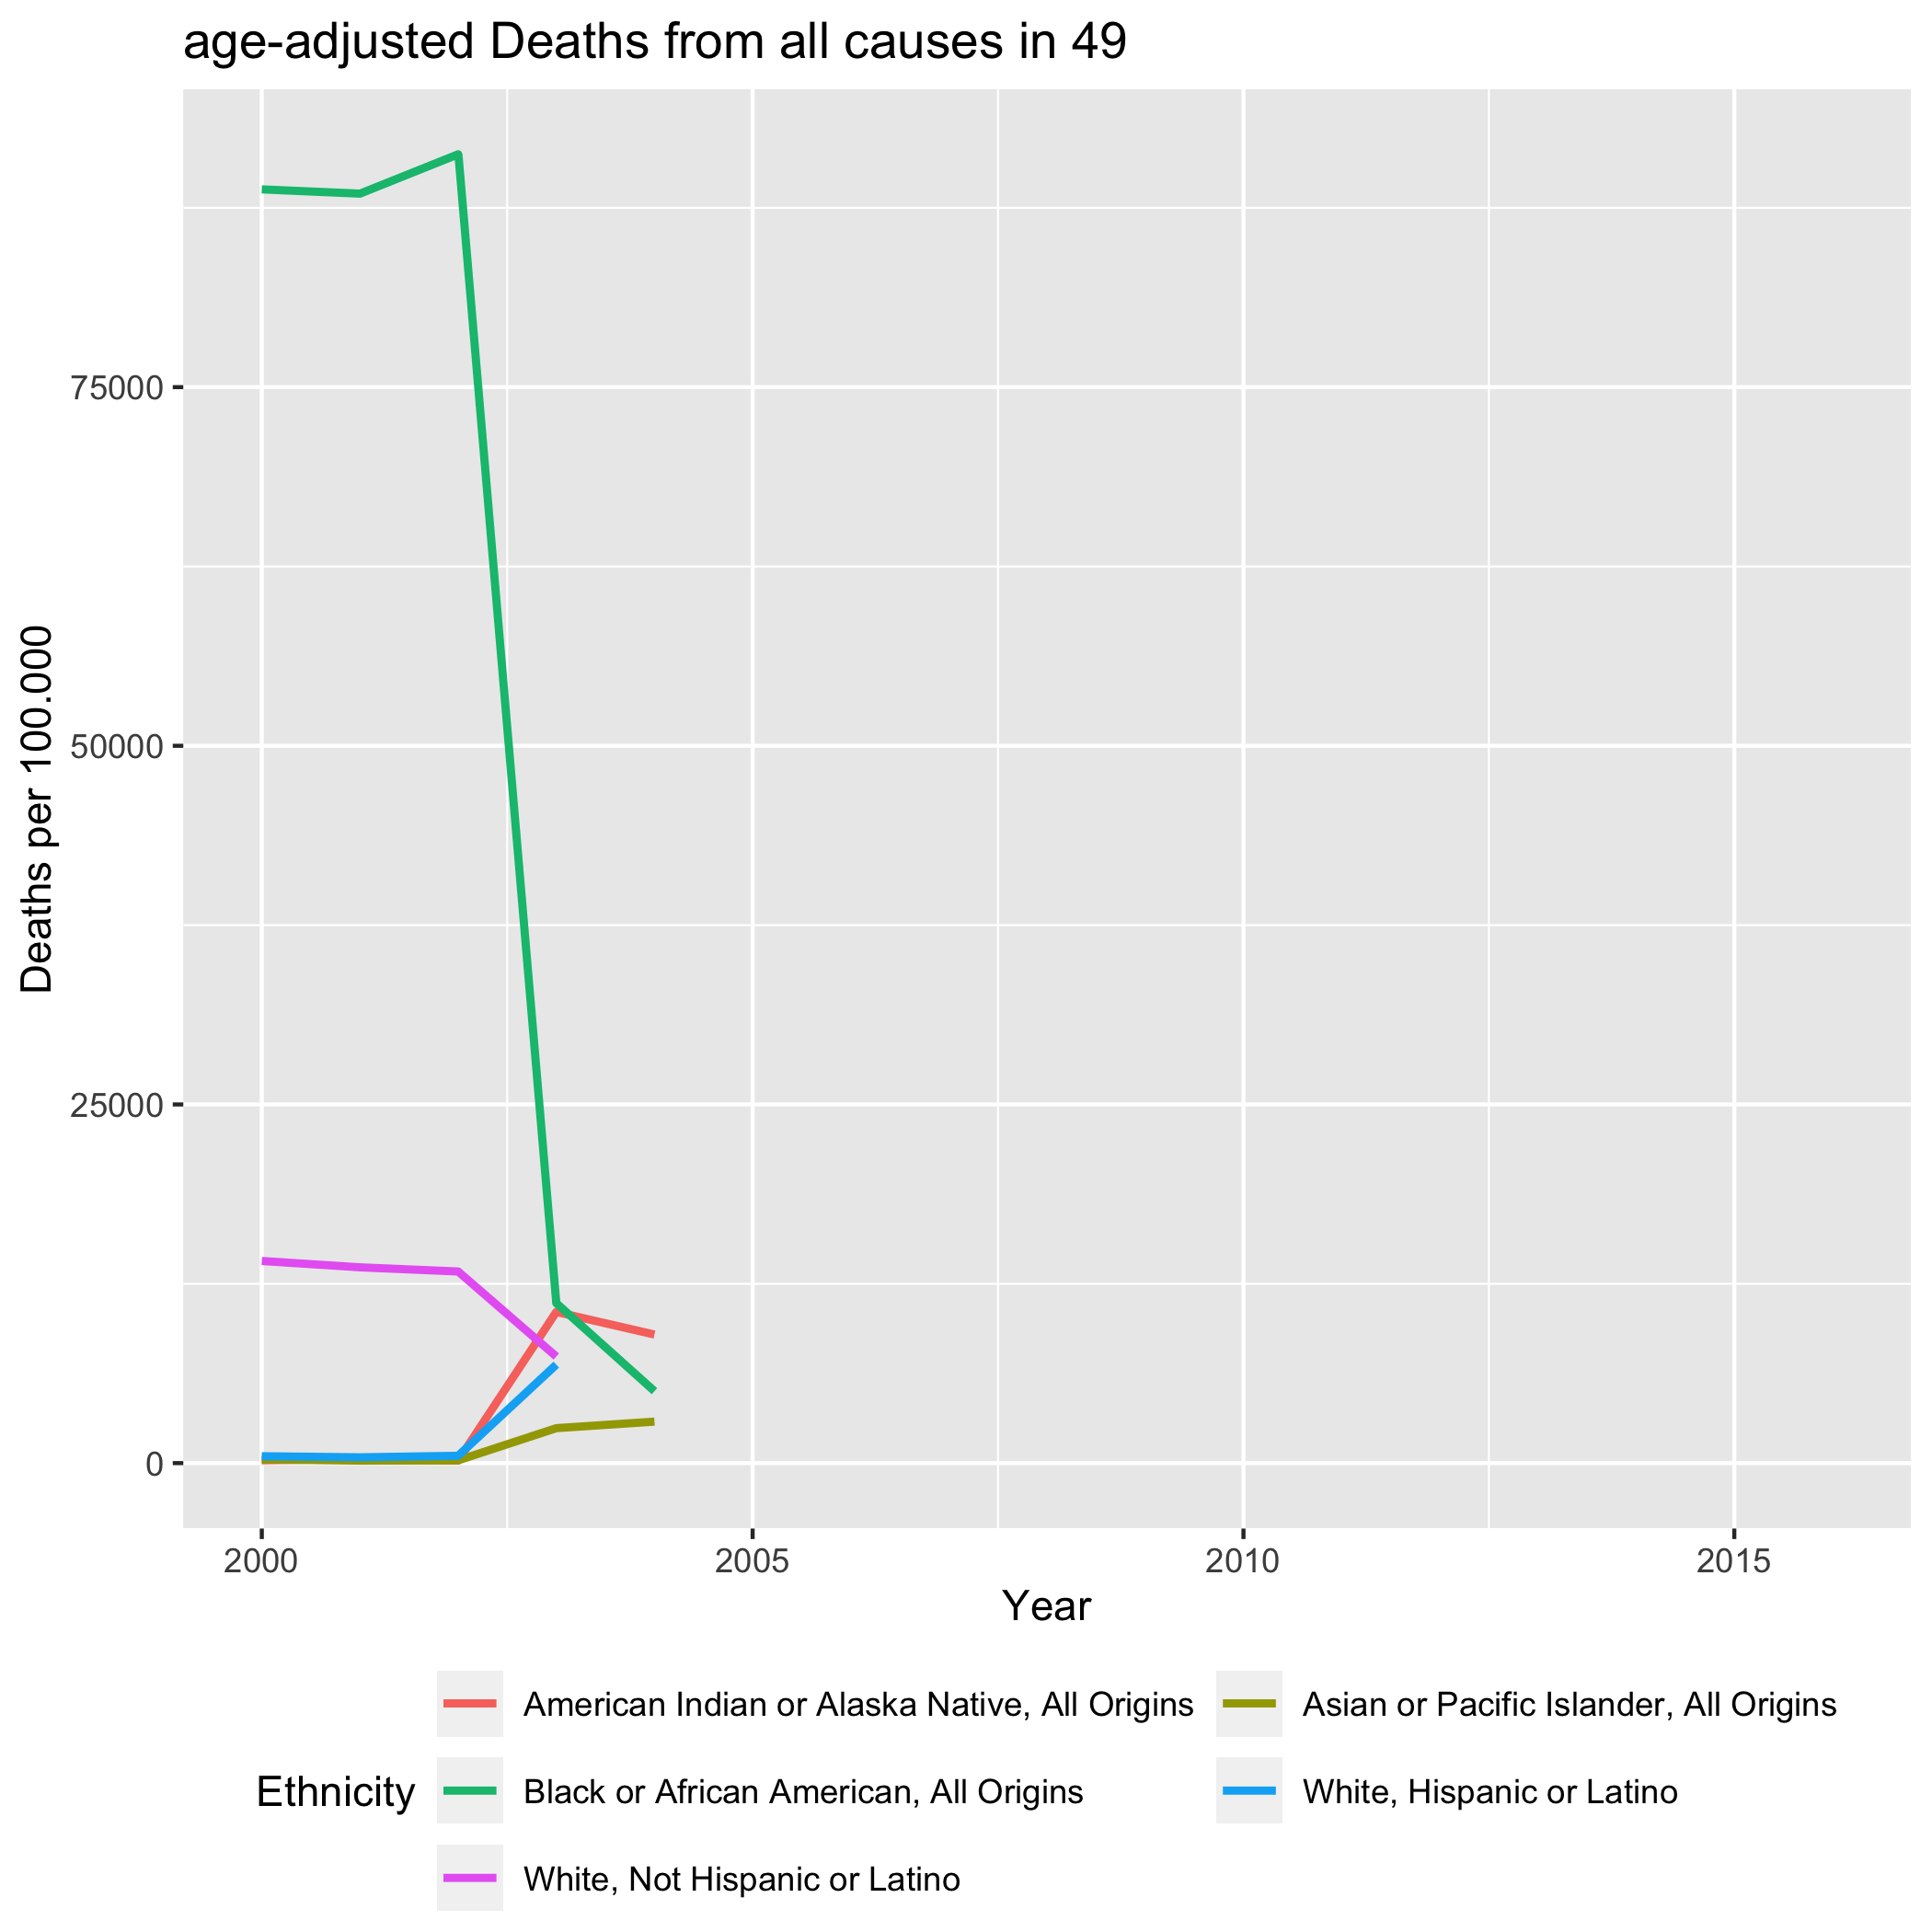 age-adjusted Deaths from all causes in 49
Deaths per 100.000
75000
50000
25000
0
2000 2005 2010 2015
Year
Ethnicity
American Indian or Alaska Native, All Origins
Asian or Pacific Islander, All Origins
Black or African American, All Origins
White, Hispanic or Latino
White, Not Hispanic or Latino